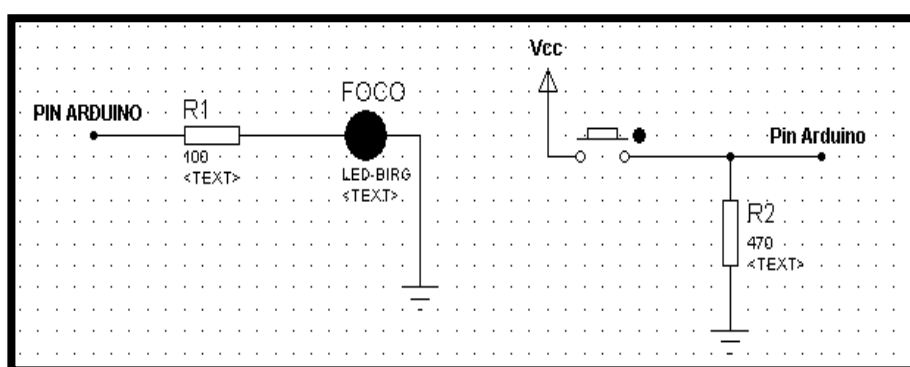 PIN ARDUINO
R1
100
<TEXT>
FOCO
LED-BIRG
<TEXT>
Vcc
Pin Arduino
R2
470
<TEXT>